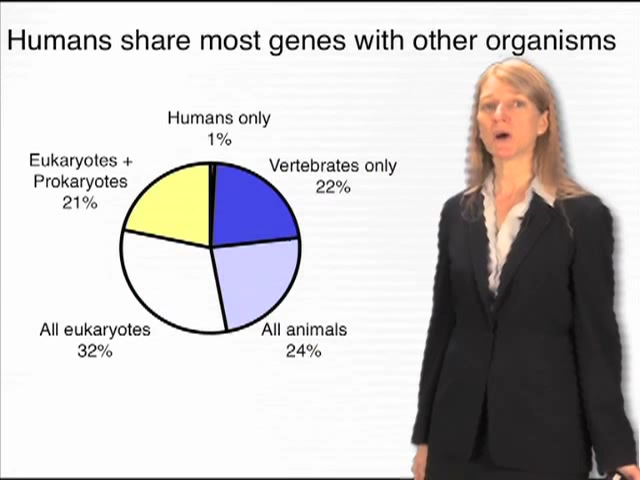 Humans share most genes with other organisms
Humans only
1%
Eukaryotes +
Prokaryotes
21%
Vertebrates only
22%
All eukaryotes
32%
All animals
24%